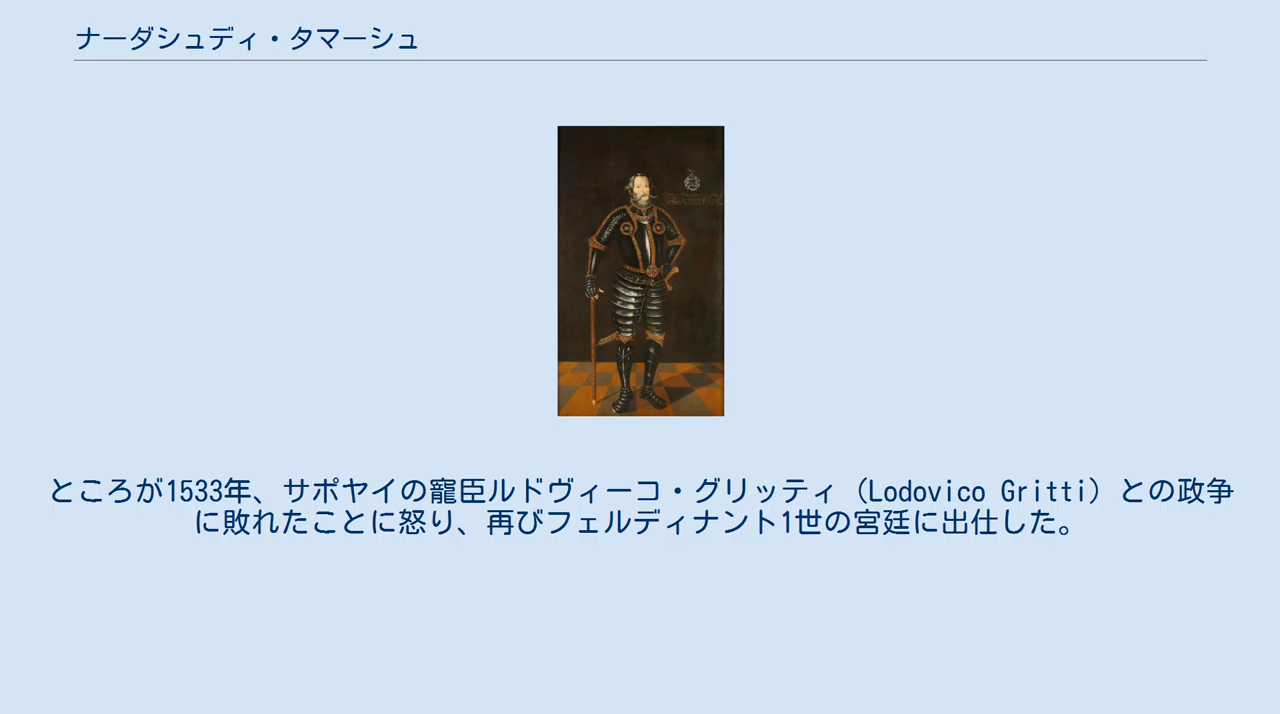 ナーダシュディ・タマーシュ
ところが1533年、サポヤイの寵臣ルドヴィーコ・グリッティ（Lodovico Gritti）との政争
に敗れたことに怒り、再びフェルディナント1世の宮廷に出仕した。